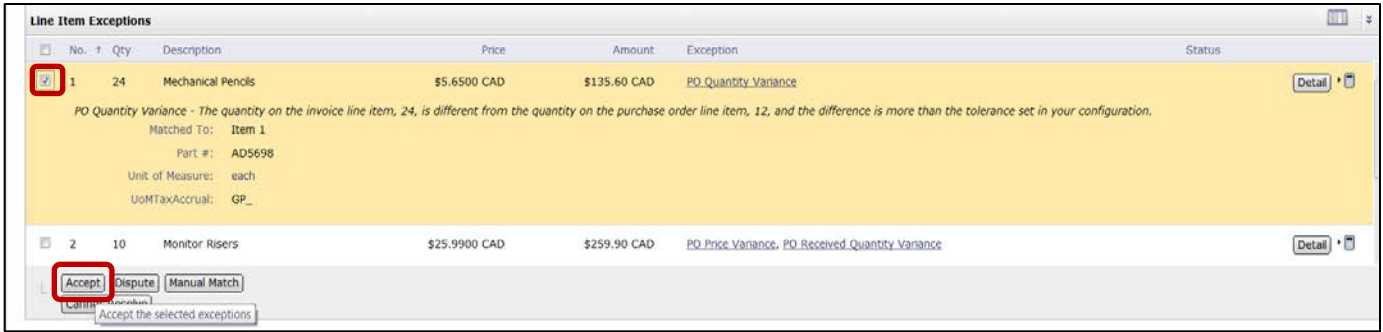 Line Item Exceptions
No. ↑ Qty Description Price Amount Exception Status
1 24 Mechanical Pencils $5.6500 CAD $135.60 CAD PO Quantity Variance Detail
PO Quantity Variance - The quantity on the invoice line item, 24, is different from the quantity on the purchase order line item, 12, and the difference is more than the tolerance set in your configuration.
Matched To: Item 1
Part #: AD5698
Unit of Measure: each
UoMTaxAccrual: GP_
2 10 Monitor Risers $25.9900 CAD $259.90 CAD PO Price Variance, PO Received Quantity Variance Detail
Accept Dispute Manual Match
Cannot Resolve
Accept the selected exceptions